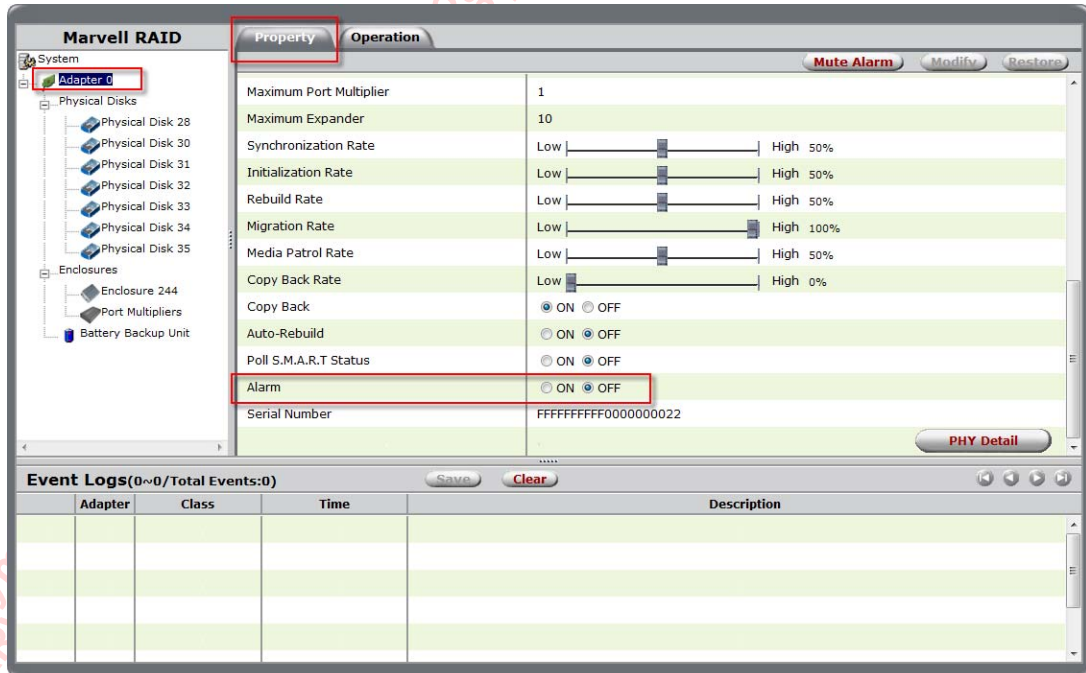 Marvell RAID
Property Operation
System
Mute Alarm Modify Restore
Adapter 0
Physical Disks
Physical Disk 28
Physical Disk 30
Physical Disk 31
Physical Disk 32
Physical Disk 33
Physical Disk 34
Physical Disk 35
Enclosures
Enclosure 244
Port Multipliers
Battery Backup Unit
Maximum Port Multiplier 1
Maximum Expander 10
Synchronization Rate Low High 50%
Initialization Rate Low High 50%
Rebuild Rate Low High 50%
Migration Rate Low High 100%
Media Patrol Rate Low High 50%
Copy Back Rate Low High 0%
Copy Back ON OFF
Auto-Rebuild ON OFF
Poll S.M.A.R.T Status ON OFF
Alarm ON OFF
Serial Number FFFFFFFFFF0000000022
PHY Detail
Event Logs(0~0/Total Events:0) Save Clear
Adapter Class Time Description